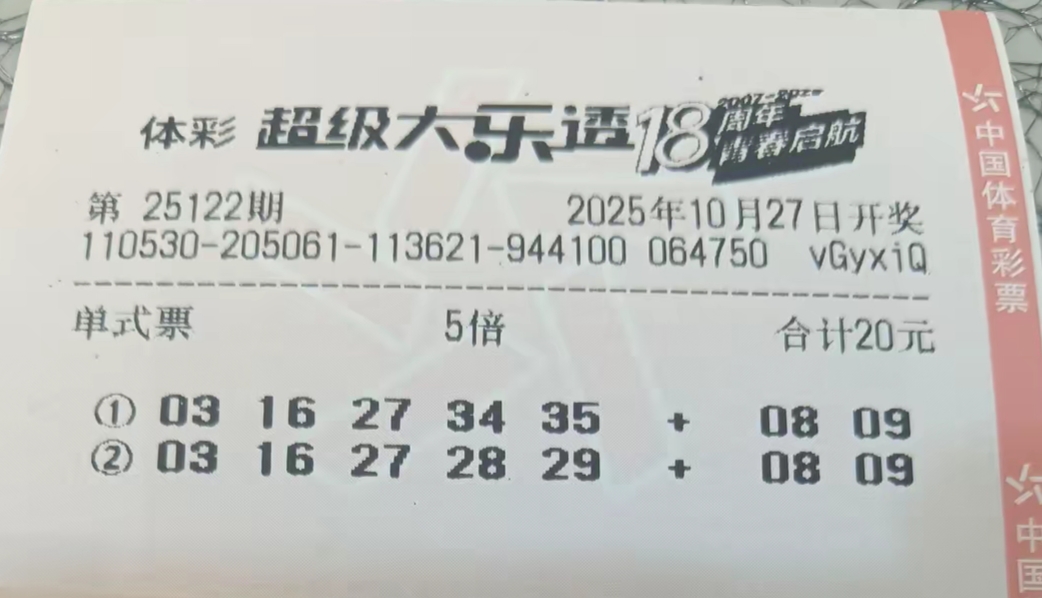 体彩 超级大乐透 18周年 2007-2025
青春启航
第 25122期 2025年10月27日开奖
110530-205061-113621-944100 064750 vGyxiQ
单式票 5倍 合计20元
① 03 16 27 34 35 + 08 09
② 03 16 27 28 29 + 08 09
中国体育彩票
中国